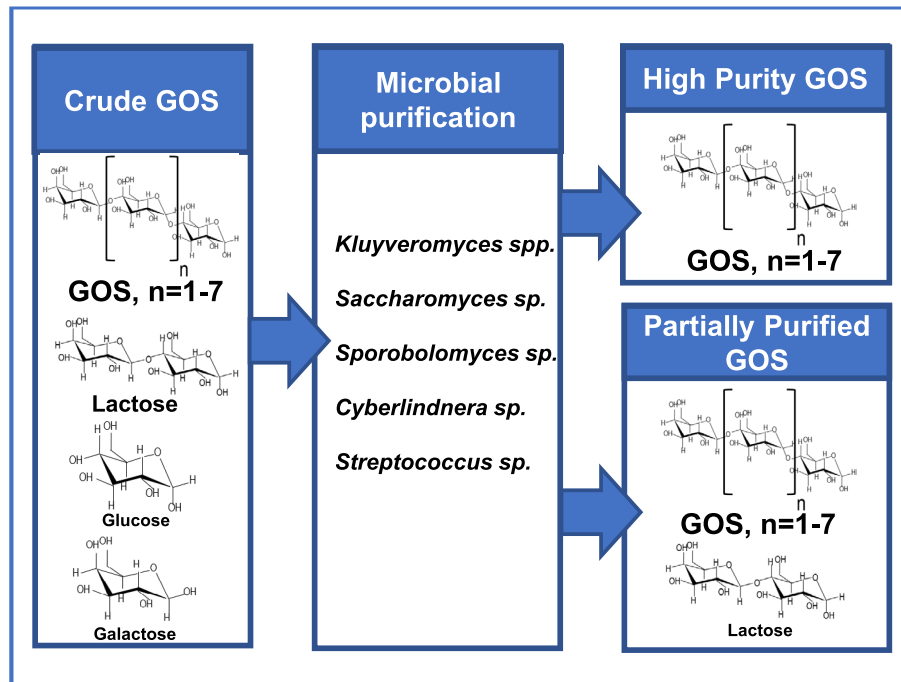 Crude GOS
n
GOS, n=1-7
Lactose
Glucose
Galactose
Microbial
purification
Kluyveromyces spp.
Saccharomyces sp.
Sporobolomyces sp.
Cyberlindnera sp.
Streptococcus sp.
High Purity GOS
n
GOS, n=1-7
Partially Purified
GOS
n
GOS, n=1-7
Lactose